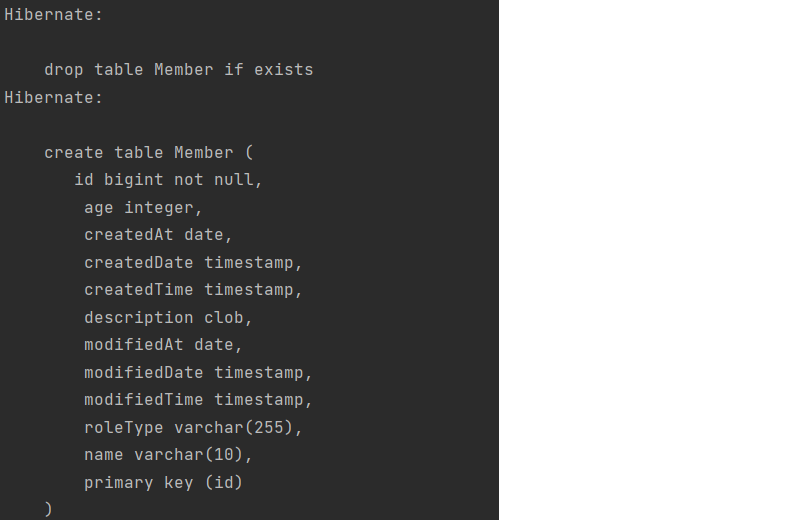 Hibernate:
drop table Member if exists
Hibernate:
create table Member (
id bigint not null,
age integer,
createdAt date,
createdDate timestamp,
createdTime timestamp,
description clob,
modifiedAt date,
modifiedDate timestamp,
modifiedTime timestamp,
roleType varchar(255),
name varchar(10),
primary key (id)
)